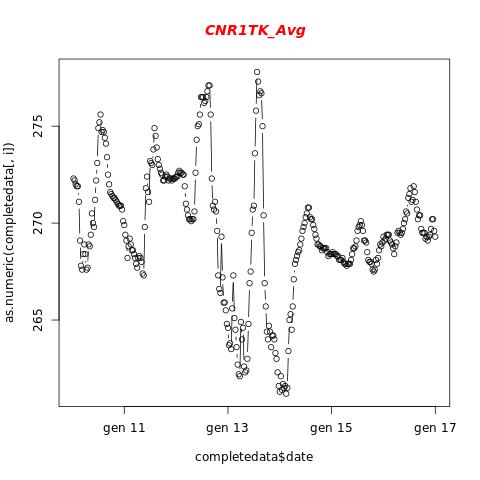 CNR1TK_Avg
as.numeric(completedata[, i])
275
270
265
gen 11
gen 13
gen 15
gen 17
completedata$date